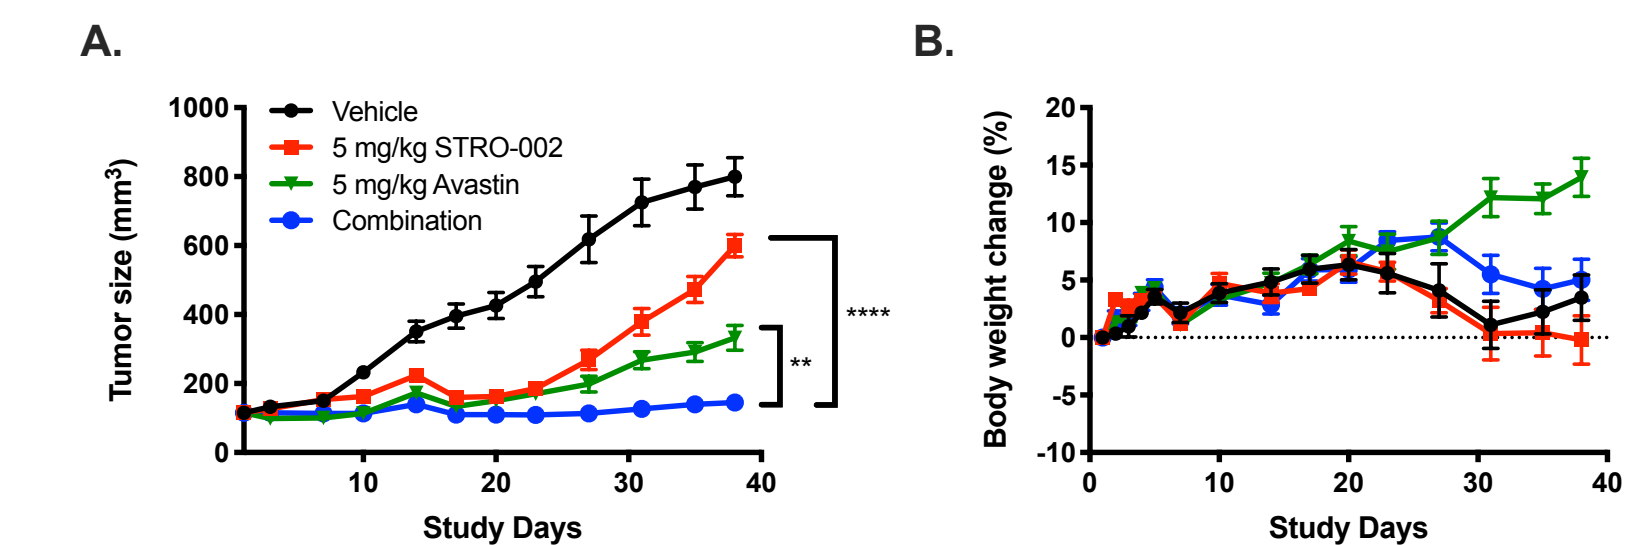 A.
Tumor size (mm³)
1000
800
600
400
200
0
Vehicle
5 mg/kg STRO-002
5 mg/kg Avastin
Combination
****
**
10 20 30 40
Study Days
B.
Body weight change (%)
20
15
10
5
0
-5
-10
0 10 20 30 40
Study Days